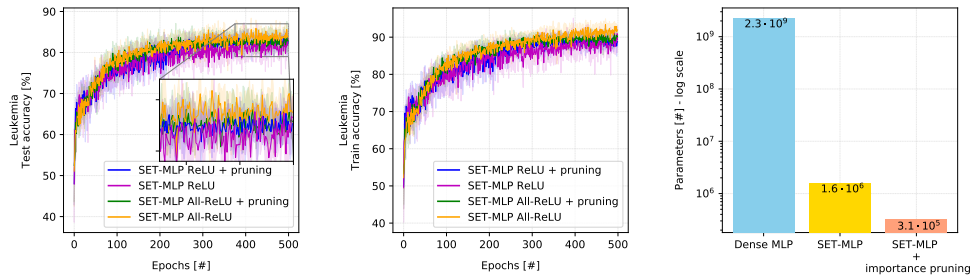 90
80
70
60
50
40
Leukemia
Test accuracy [%]
SET-MLP ReLU + pruning
SET-MLP ReLU
SET-MLP All-ReLU + pruning
SET-MLP All-ReLU
0 100 200 300 400 500
Epochs [#]
90
80
70
60
50
40
Leukemia
Train accuracy [%]
SET-MLP ReLU + pruning
SET-MLP ReLU
SET-MLP All-ReLU + pruning
SET-MLP All-ReLU
0 100 200 300 400 500
Epochs [#]
10⁹
10⁸
10⁷
10⁶
Parameters [#] - log scale
2.3•10⁹
1.6•10⁶
3.1•10⁵
Dense MLP SET-MLP SET-MLP
+
importance pruning